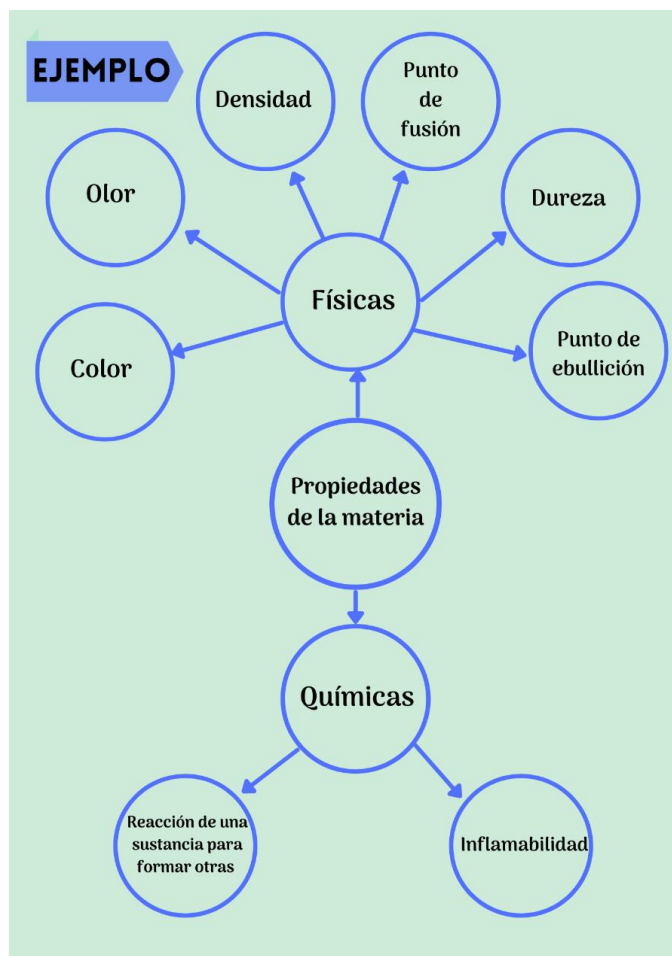 EJEMPLO
Densidad
Punto
de
fusión
Olor
Dureza
Físicas
Color
Punto de
ebullición
Propiedades
de la materia
Químicas
Reacción de una
sustancia para
formar otras
Inflamabilidad